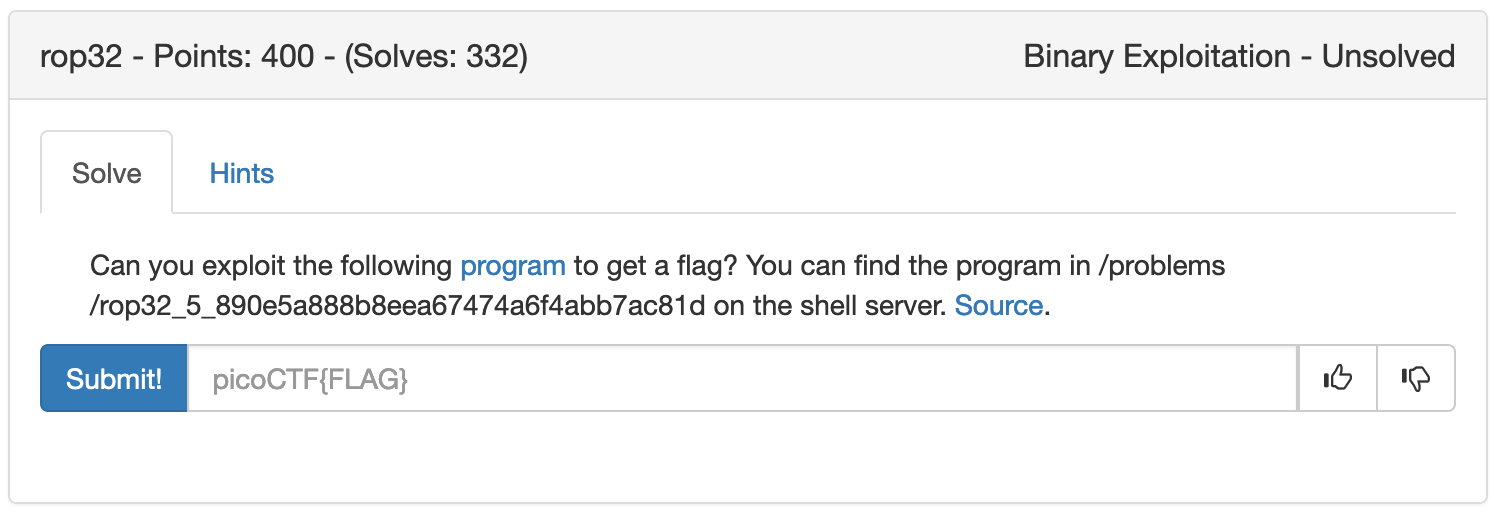 rop32 - Points: 400 - (Solves: 332)
Binary Exploitation - Unsolved
Solve
Hints
Can you exploit the following program to get a flag? You can find the program in /problems
/rop32_5_890e5a888b8eea67474a6f4abb7ac81d on the shell server. Source.
Submit!
picoCTF{FLAG}